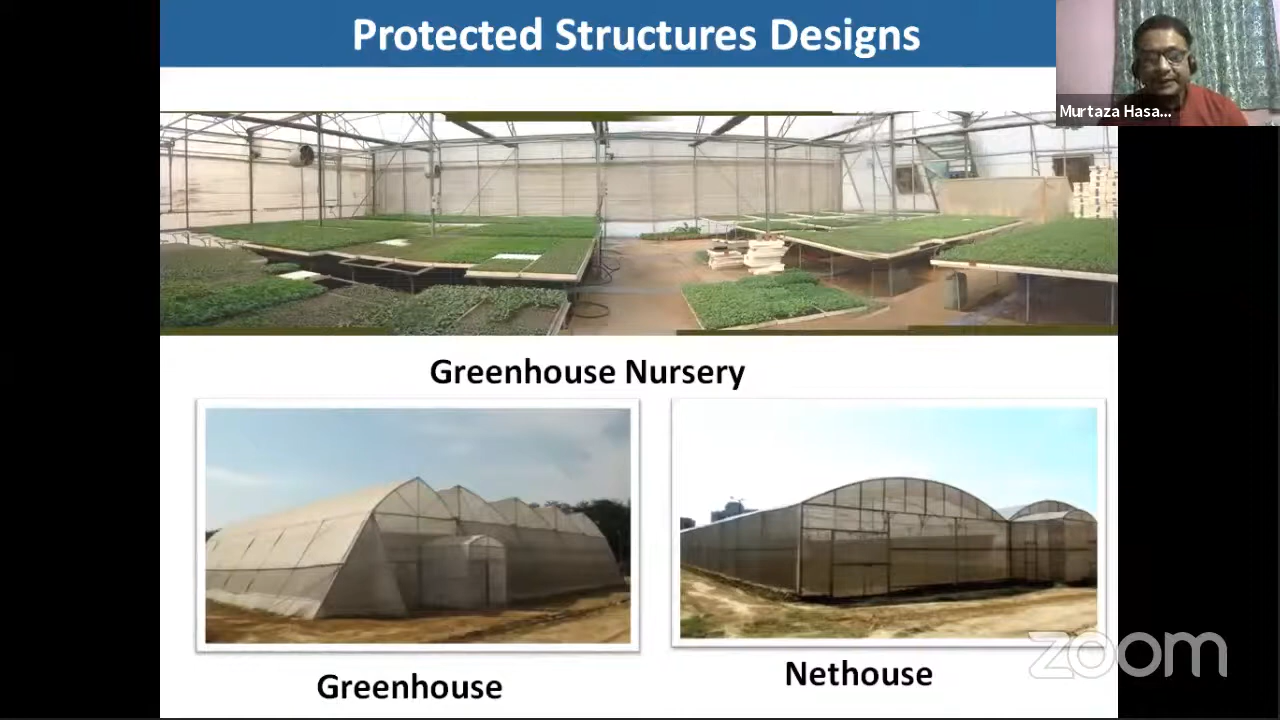 Protected Structures Designs
Murtaza Hasa...
Greenhouse Nursery
Greenhouse
Nethouse
zoom